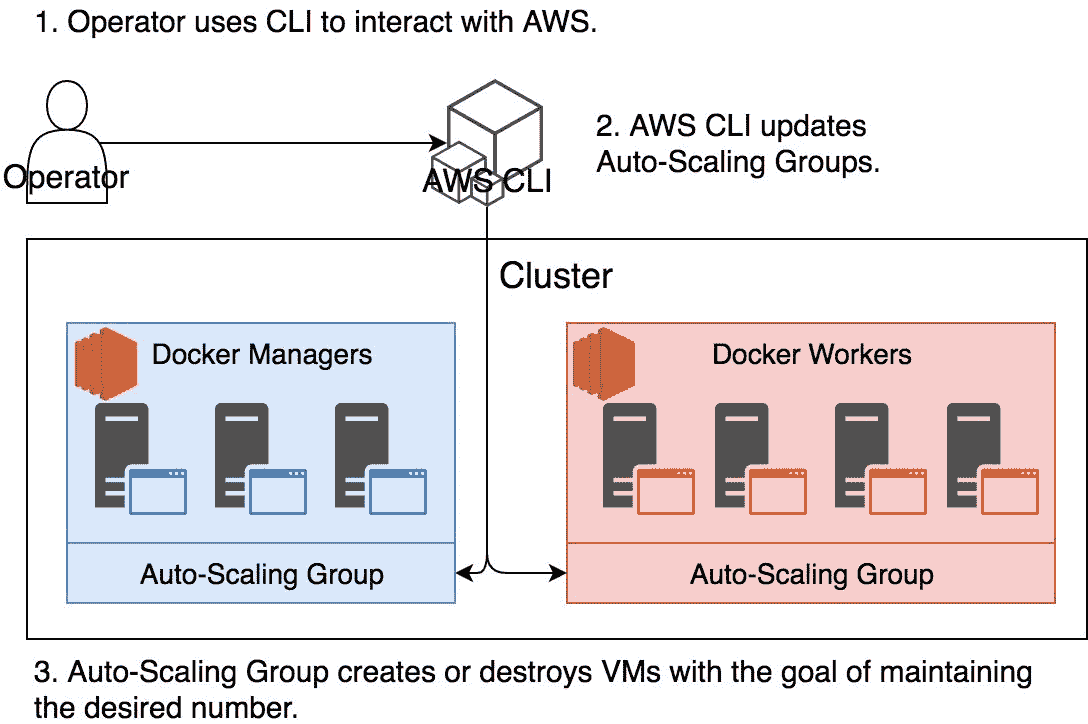 1. Operator uses CLI to interact with AWS.
Operator
AWS CLI
2. AWS CLI updates
Auto-Scaling Groups.
Cluster
Docker Managers
Docker Workers
Auto-Scaling Group
Auto-Scaling Group
3. Auto-Scaling Group creates or destroys VMs with the goal of maintaining
the desired number.